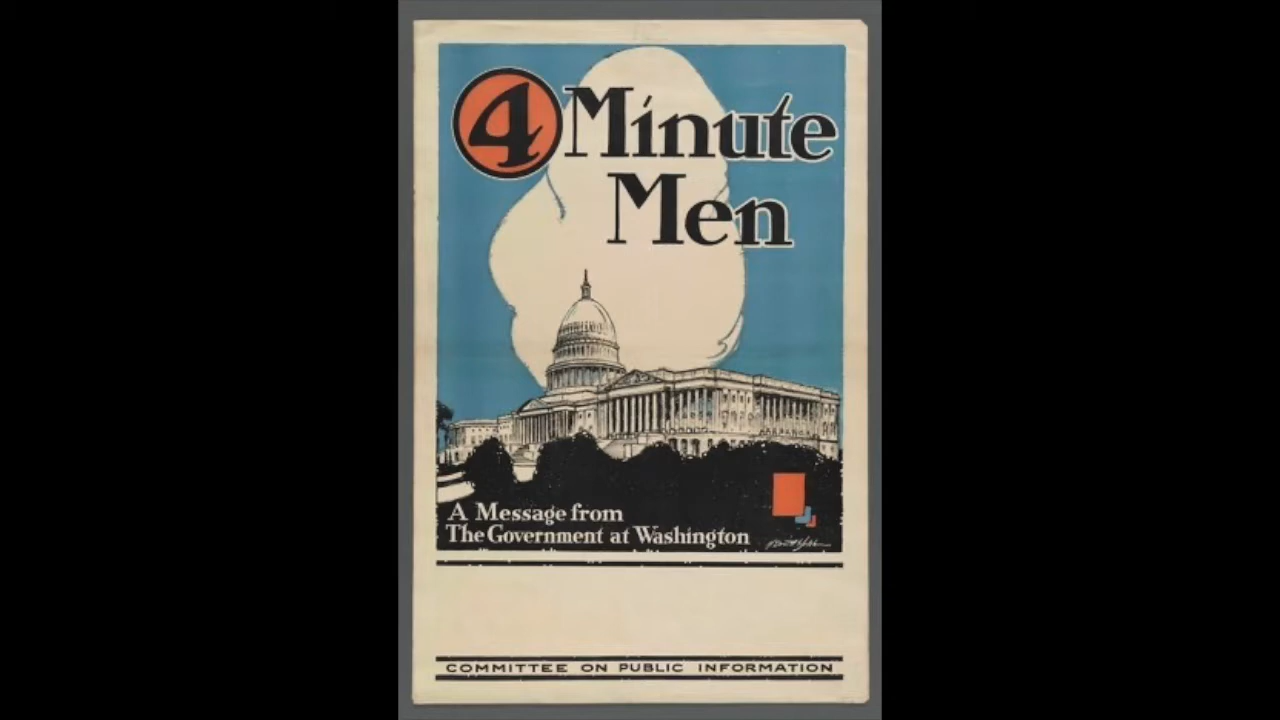 4 Minute
Men
A Message from
The Government at Washington
COMMITTEE ON PUBLIC INFORMATION